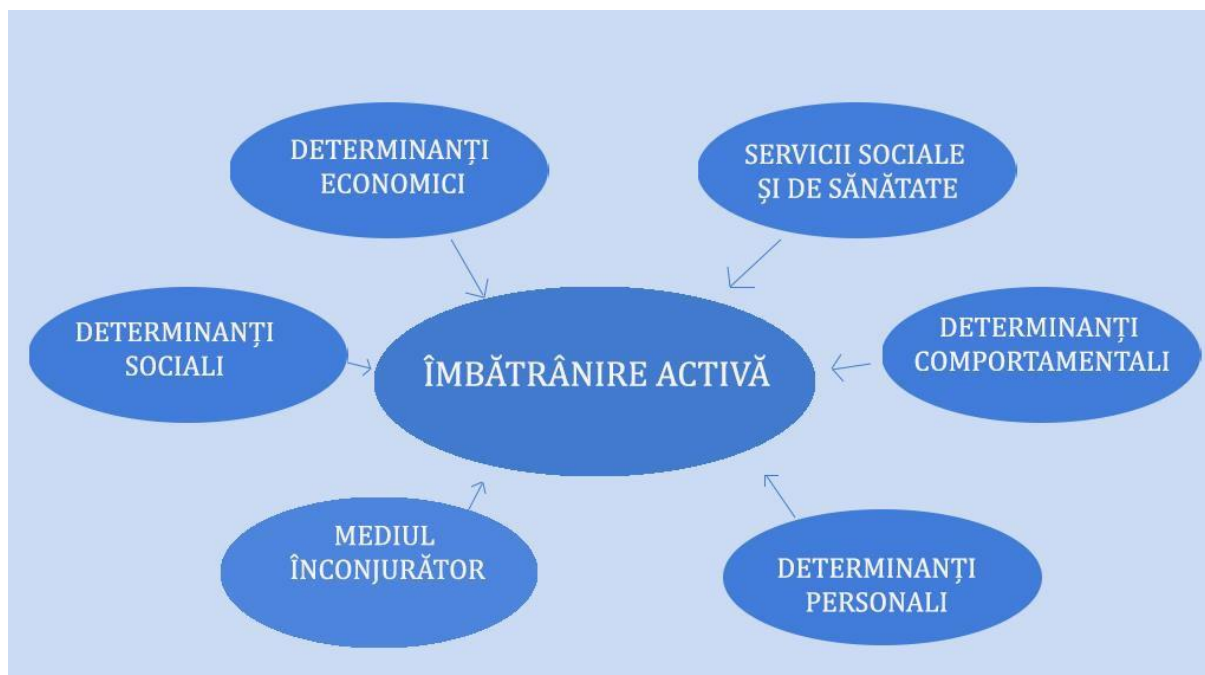 DETERMINANȚI
ECONOMICI
SERVICII SOCIALE
ȘI DE SĂNĂTATE
DETERMINANȚI
SOCIALI
ÎMBĂTRÂNIRE ACTIVĂ
DETERMINANȚI
COMPORTAMENTALI
MEDIUL
ÎNCONJURĂTOR
DETERMINANȚI
PERSONALI